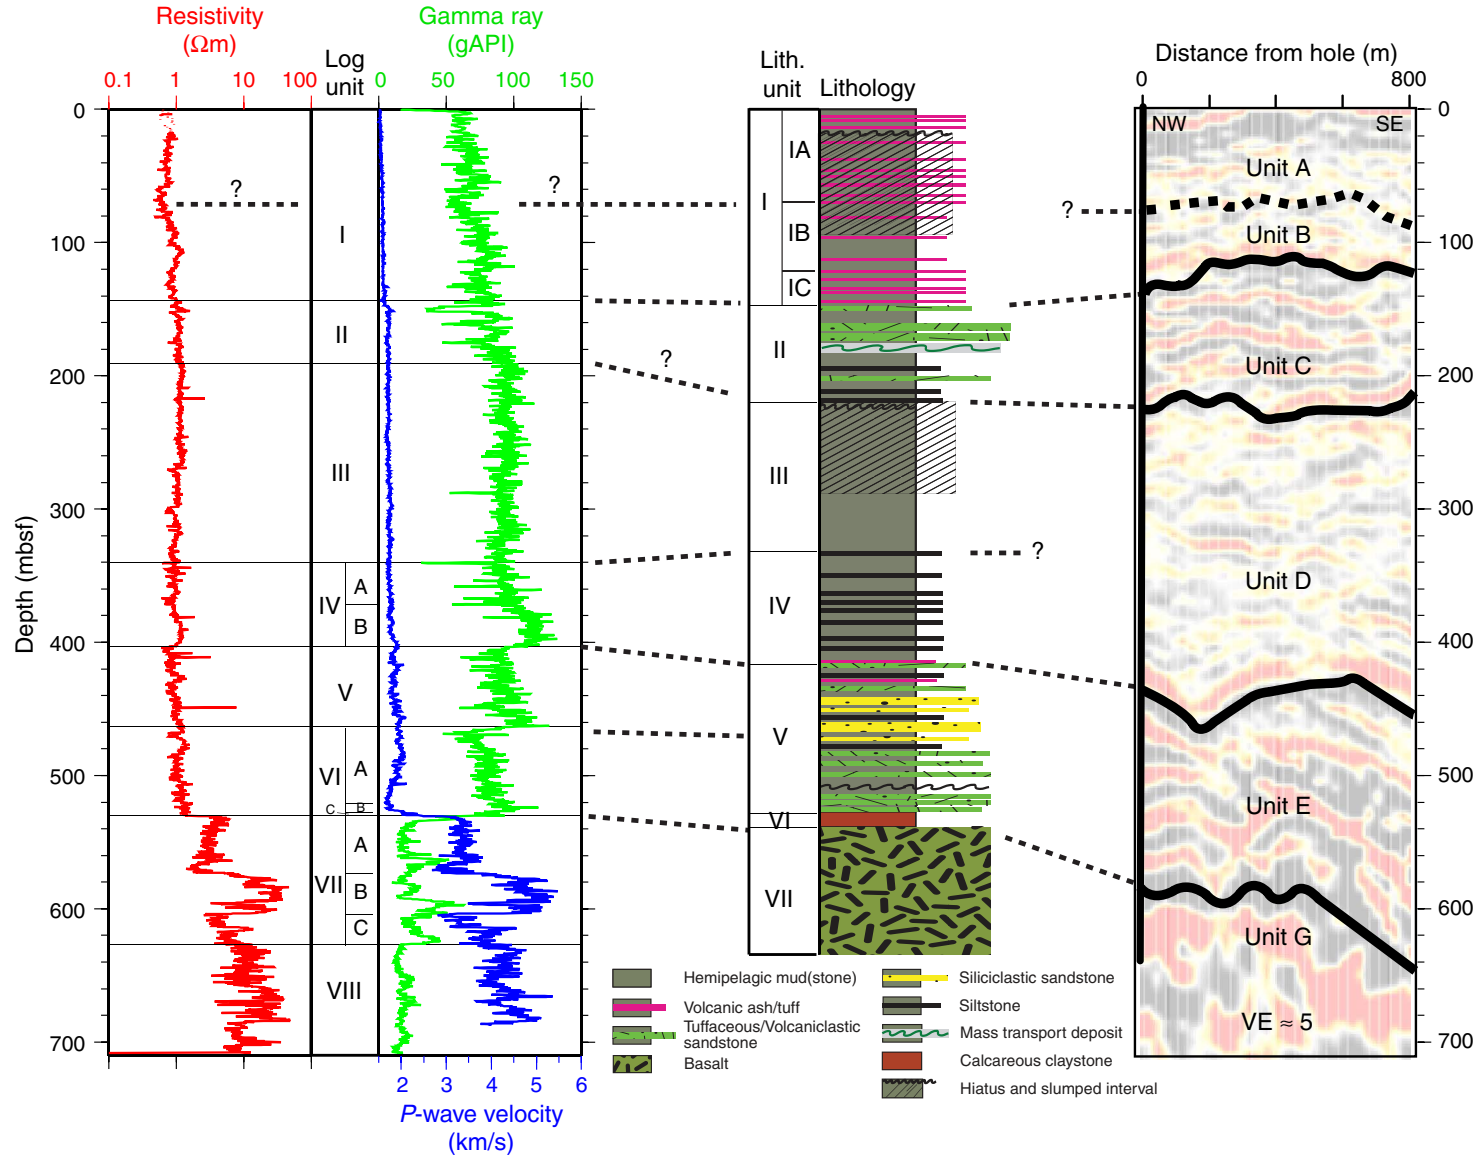 Resistivity
(Ωm)
0.1 1 10 100
Log
unit
Gamma ray
(gAPI)
0 50 100 150
Lith.
unit
Lithology
Distance from hole (m)
0 800
Depth (mbsf)
0
100
200
300
400
500
600
700
?
?
I
II
III
IV
A
B
V
VI
A
C
B
VII
A
B
C
VIII
2 3 4 5 6
P-wave velocity
(km/s)
?
I
IA
IB
IC
II
III
IV
V
VI
VII
?
?
NW SE
Unit A
Unit B
Unit C
Unit D
Unit E
Unit G
VE ≈ 5
0
100
200
300
400
500
600
700
Hemipelagic mud(stone)
Volcanic ash/tuff
Tuffaceous/Volcaniclastic
sandstone
Basalt
Siliciclastic sandstone
Siltstone
Mass transport deposit
Calcareous claystone
Hiatus and slumped interval